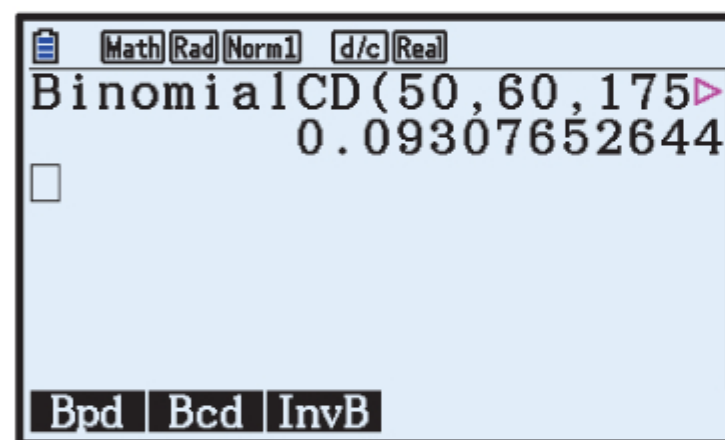 Math Rad Norm1 d/c Real
BinomialCD(50,60,175▷
0.09307652644
Bpd Bcd InvB